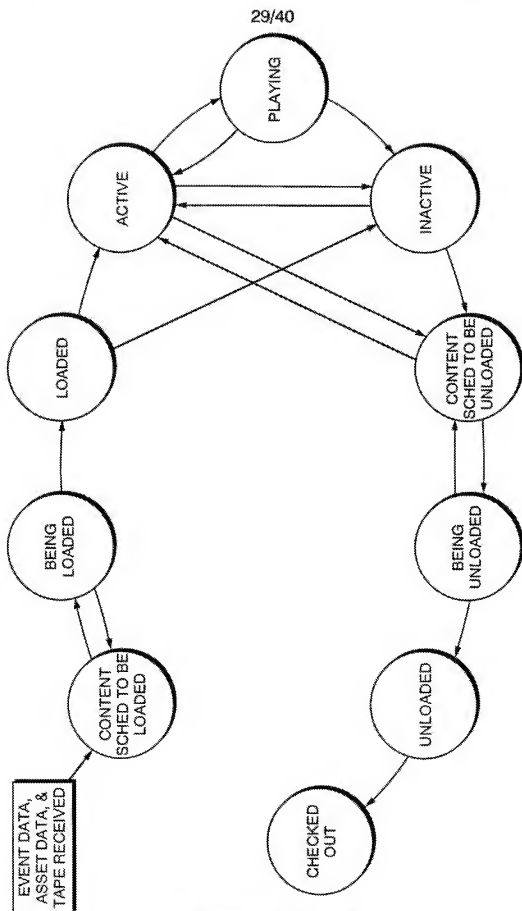 29/40
EVENT DATA,
ASSET DATA, &
TAPE RECEIVED
CONTENT
SCHED TO BE
LOADED
BEING
LOADED
LOADED
ACTIVE
PLAYING
INACTIVE
CONTENT
SCHED TO BE
UNLOADED
BEING
UNLOADED
UNLOADED
CHECKED
OUT